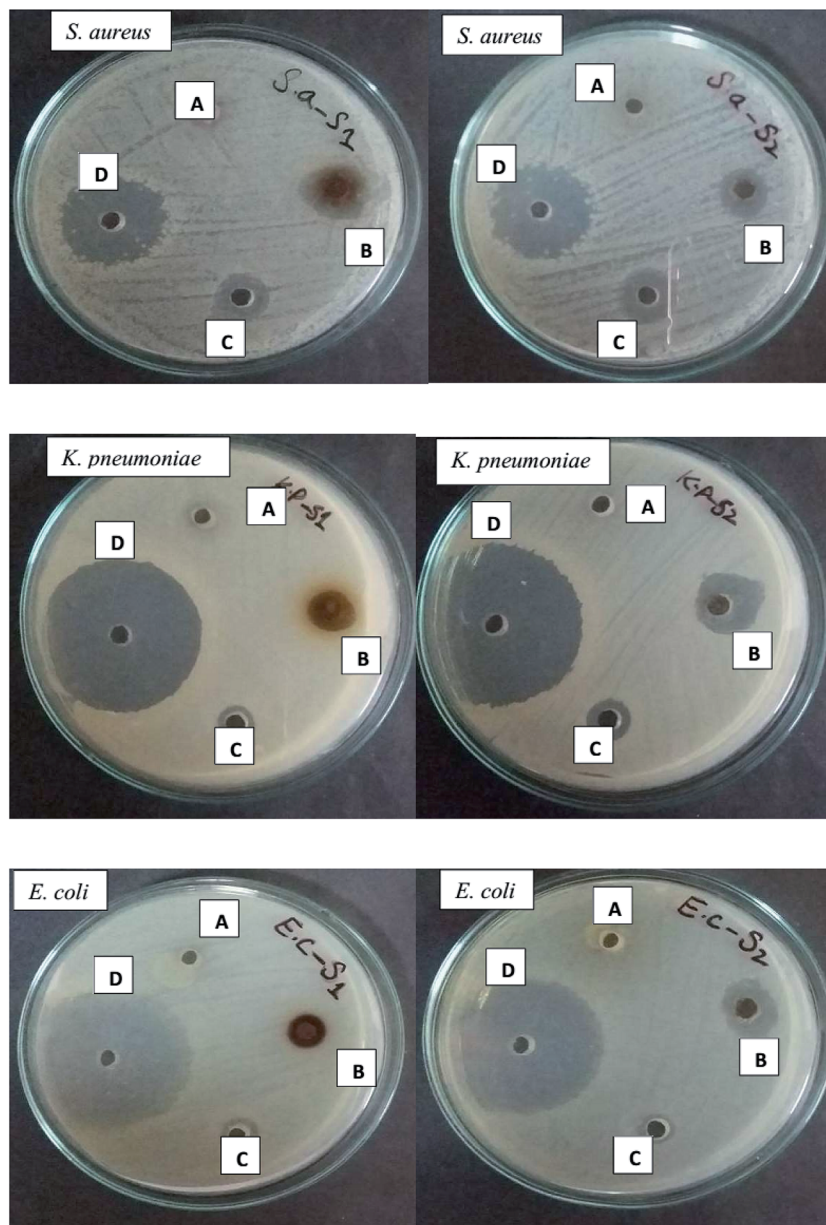 S. aureus
A
S.a-S1
D
B
C
S. aureus
A
S.a-S2
D
B
C
K. pneumoniae
A
K.P-S1
D
B
C
K. pneumoniae
A
K.P-S2
D
B
C
E. coli
A
E.C-S1
D
B
C
E. coli
A
E.C-S2
D
B
C